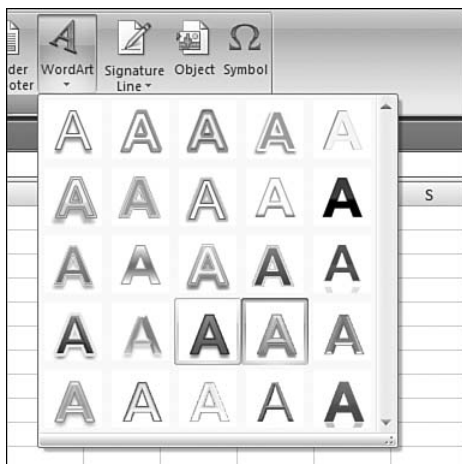 der
oter
WordArt
Signature
Line
Object
Symbol
Ω
A A A A A
A A A A A
A A A A A
A A A A A
A A A A A
S